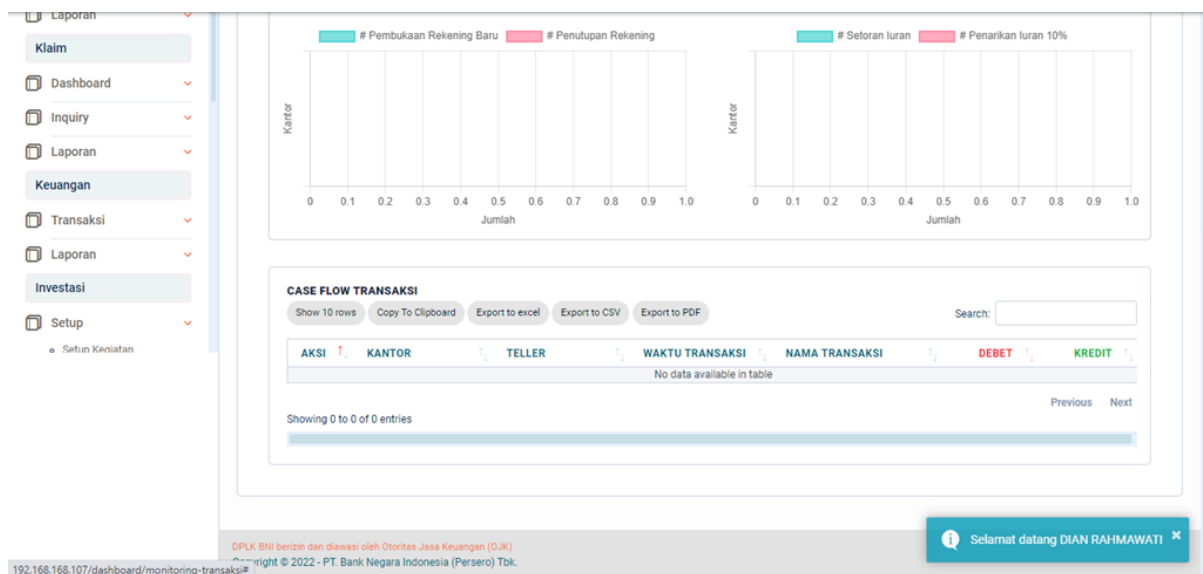 Laporan
Klaim
Dashboard
Inquiry
Laporan
Keuangan
Transaksi
Laporan
Investasi
Setup
Setup Kegiatan
# Pembukaan Rekening Baru # Penutupan Rekening
Kantor
0 0.1 0.2 0.3 0.4 0.5 0.6 0.7 0.8 0.9 1.0
Jumlah
# Setoran Iuran # Penarikan Iuran 10%
Kantor
0 0.1 0.2 0.3 0.4 0.5 0.6 0.7 0.8 0.9 1.0
Jumlah
CASE FLOW TRANSAKSI
Show 10 rows Copy To Clipboard Export to excel Export to CSV Export to PDF Search:
AKSI KANTOR TELLER WAKTU TRANSAKSI NAMA TRANSAKSI DEBET KREDIT
No data available in table
Previous Next
Showing 0 to 0 of 0 entries
Selamat datang DIAN RAHMAWATI ×
DPLK BNI berizin dan diawasi oleh Otoritas Jasa Keuangan (OJK)
right © 2022 - PT. Bank Negara Indonesia (Persero) Tbk.
192.168.168.107/dashboard/monitoring-transaksi#